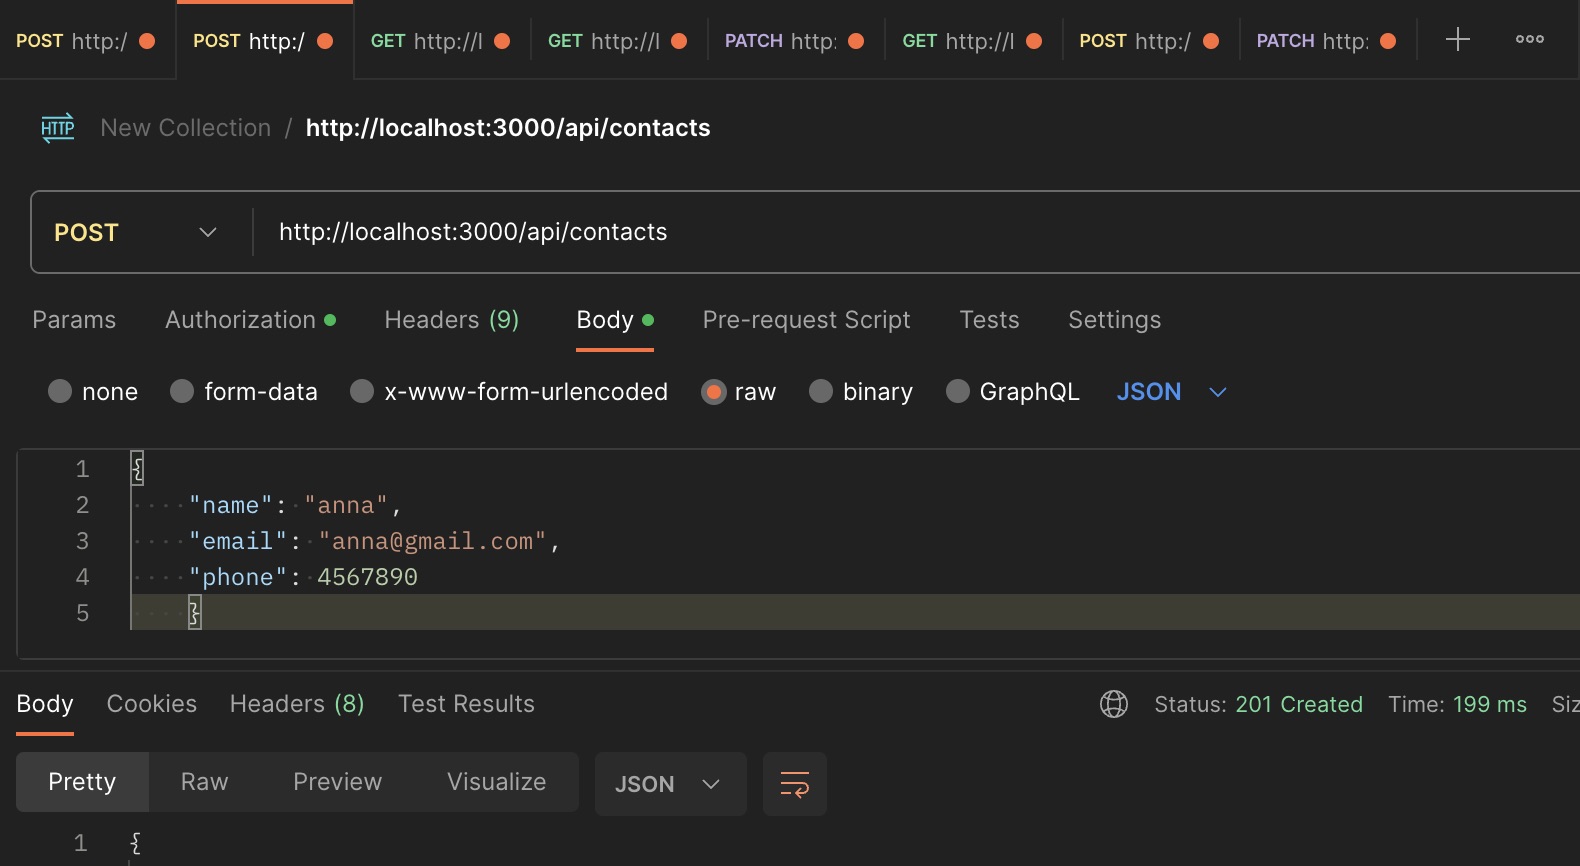 POST http:/ POST http:/ GET http://l GET http://l PATCH http: GET http://l POST http:/ PATCH http:
HTTP New Collection / http://localhost:3000/api/contacts
POST http://localhost:3000/api/contacts
Params Authorization Headers (9) Body Pre-request Script Tests Settings
none form-data x-www-form-urlencoded raw binary GraphQL JSON
1 {
2 "name": "anna",
3 "email": "anna@gmail.com",
4 "phone": 4567890
5 }
Body Cookies Headers (8) Test Results Status: 201 Created Time: 199 ms Siz
Pretty Raw Preview Visualize JSON
1 {